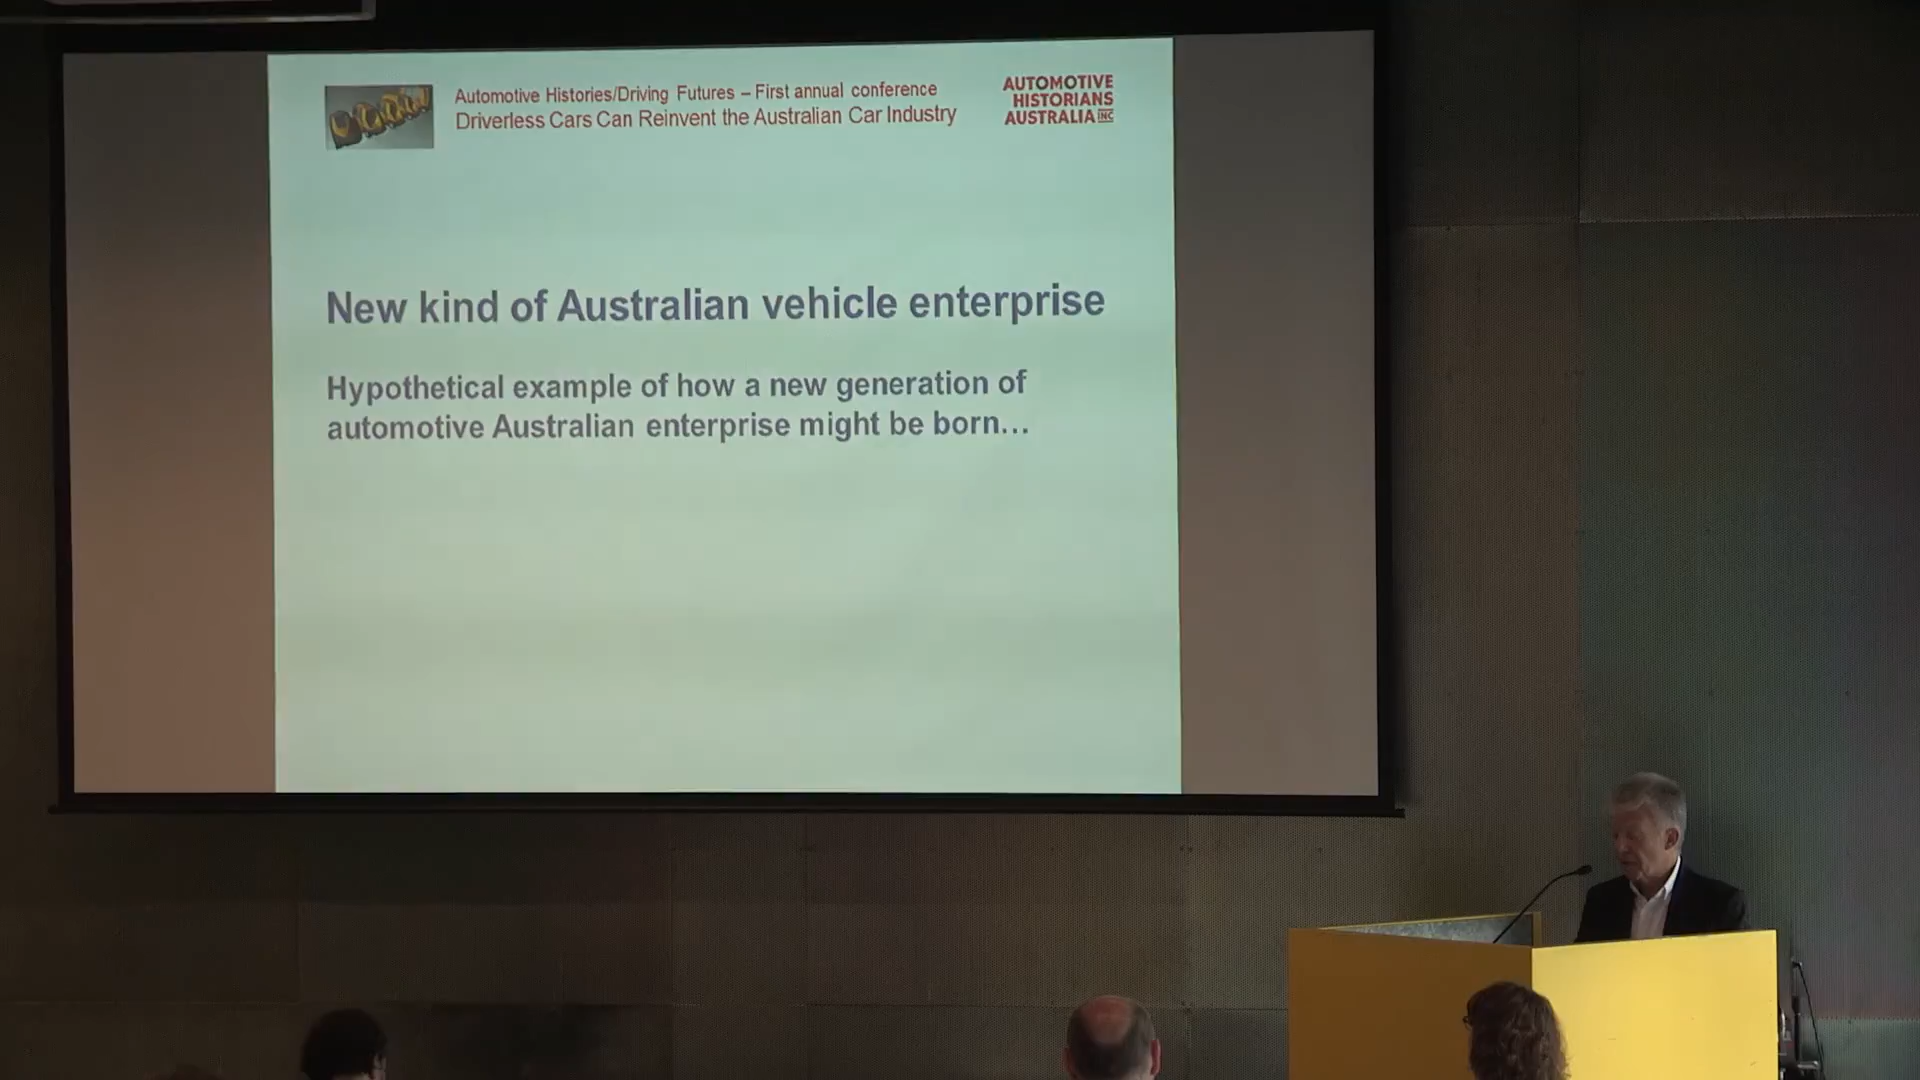 Automotive Histories/Driving Futures – First annual conference
Driverless Cars Can Reinvent the Australian Car Industry
AUTOMOTIVE
HISTORIANS
AUSTRALIA INC
New kind of Australian vehicle enterprise
Hypothetical example of how a new generation of
automotive Australian enterprise might be born…